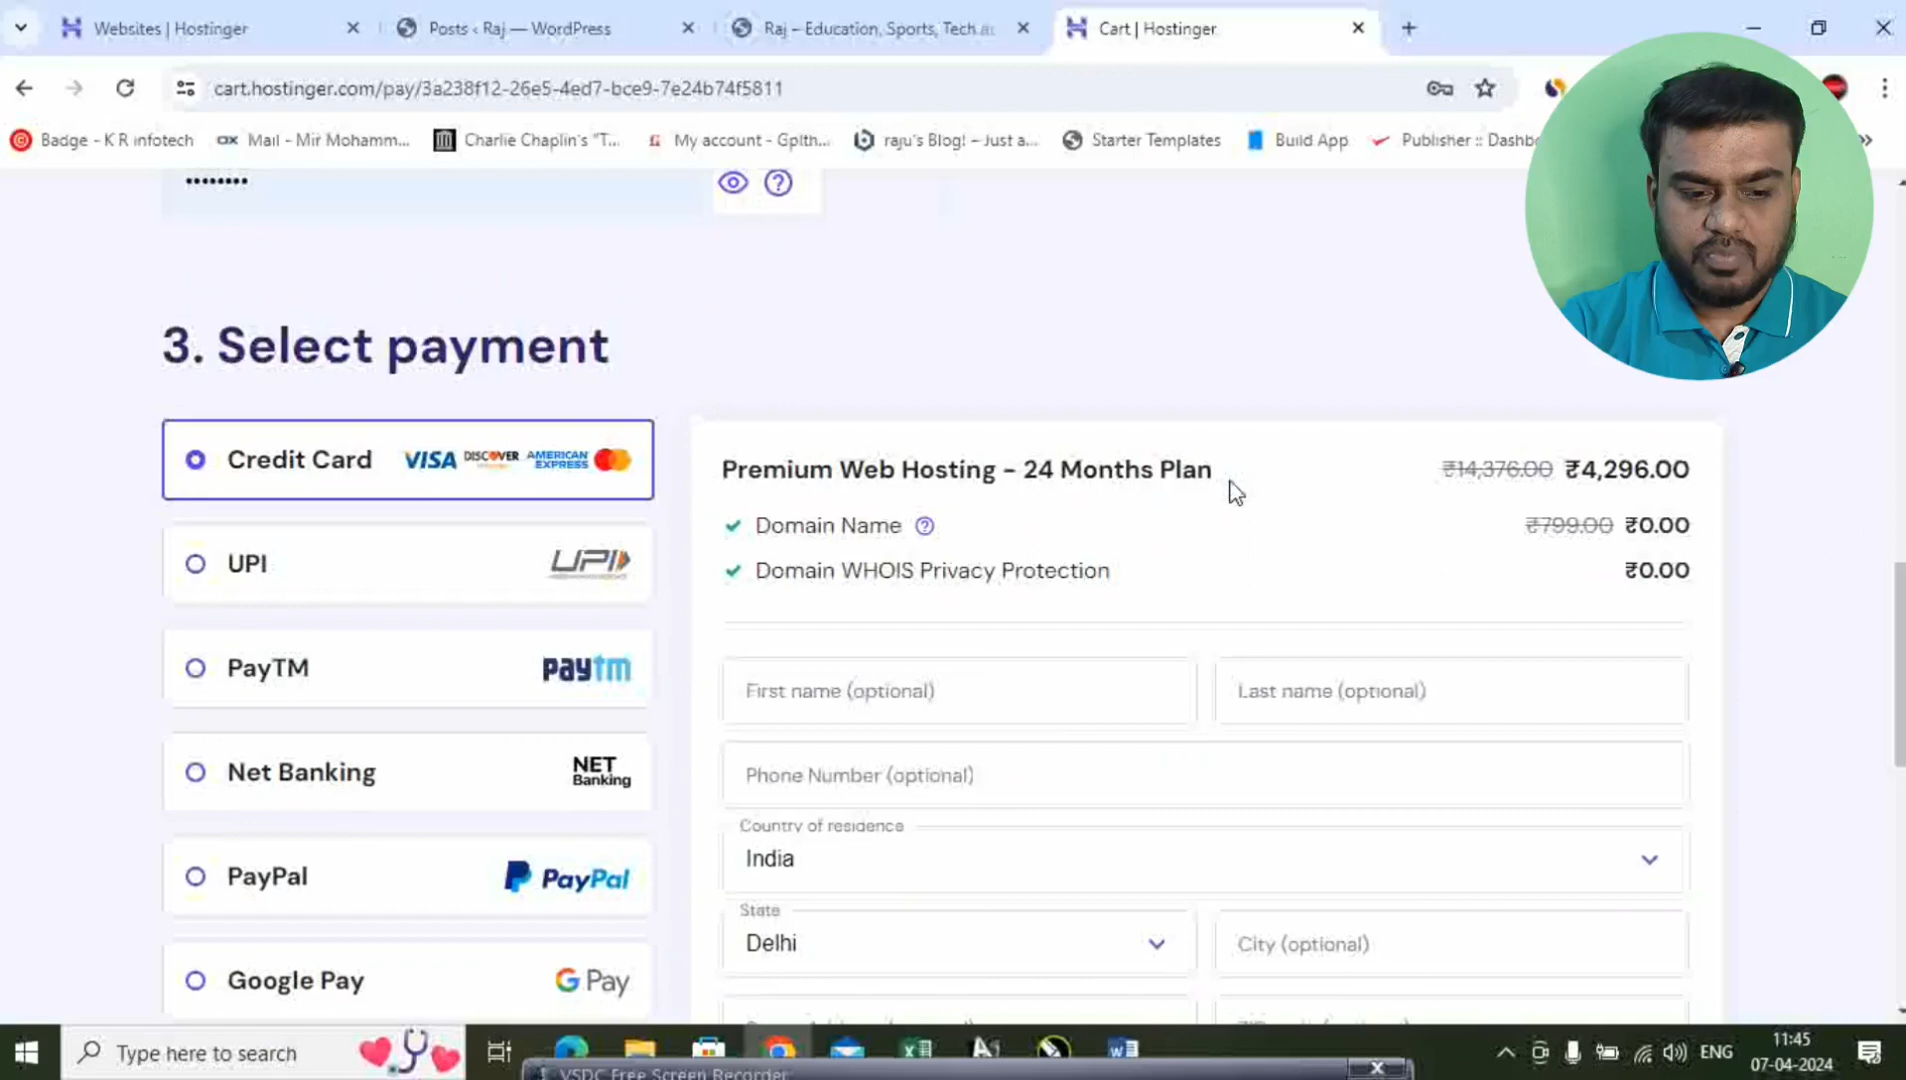 Websites | Hostinger
Posts ‹ Raj — WordPress
Raj – Education, Sports, Tech a
Cart | Hostinger
cart.hostinger.com/pay/3a238f12-26e5-4ed7-bce9-7e24b74f5811
Badge - K R infotech
Mail - Mir Mohamm...
Charlie Chaplin's "T...
My account - Gplth...
raju's Blog! – Just a...
Starter Templates
Build App
Publisher :: Dashbo
••••••••
3. Select payment
Credit Card VISA DISCOVER AMERICAN EXPRESS
UPI UPI
PayTM paytm
Net Banking NET Banking
PayPal PayPal
Google Pay G Pay
Premium Web Hosting - 24 Months Plan ₹14,376.00 ₹4,296.00
Domain Name ₹799.00 ₹0.00
Domain WHOIS Privacy Protection ₹0.00
First name (optional)
Last name (optional)
Phone Number (optional)
Country of residence
India
State
Delhi
City (optional)
Type here to search
VSDC Free Screen Recorder
ENG
11:45
07-04-2024